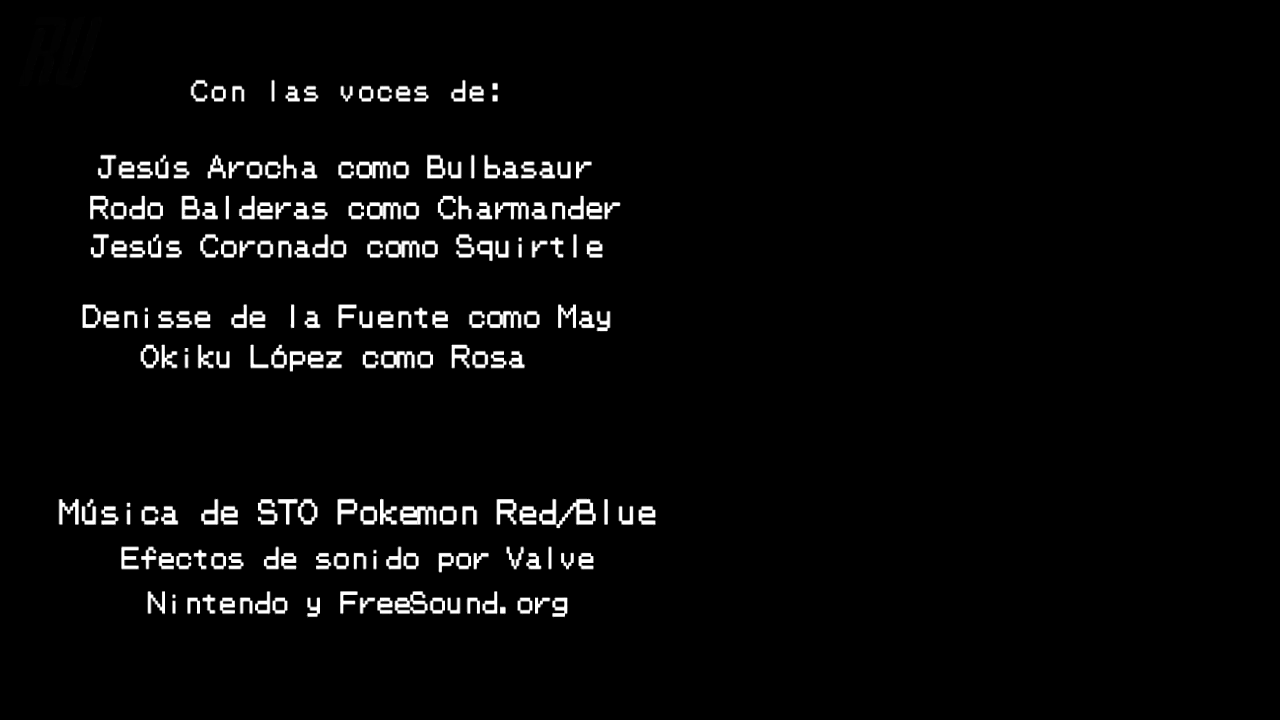 RU
Con las voces de:
Jesús Arocha como Bulbasaur
Rodo Balderas como Charmander
Jesús Coronado como Squirtle
Denisse de la Fuente como May
Okiku López como Rosa
Música de STO Pokemon Red/Blue
Efectos de sonido por Valve
Nintendo y FreeSound.org